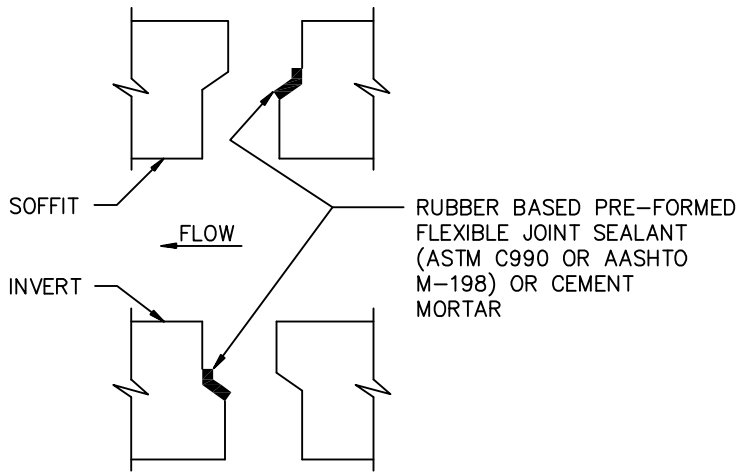 SOFFIT
FLOW
INVERT
RUBBER BASED PRE-FORMED
FLEXIBLE JOINT SEALANT
(ASTM C990 OR AASHTO
M-198) OR CEMENT
MORTAR